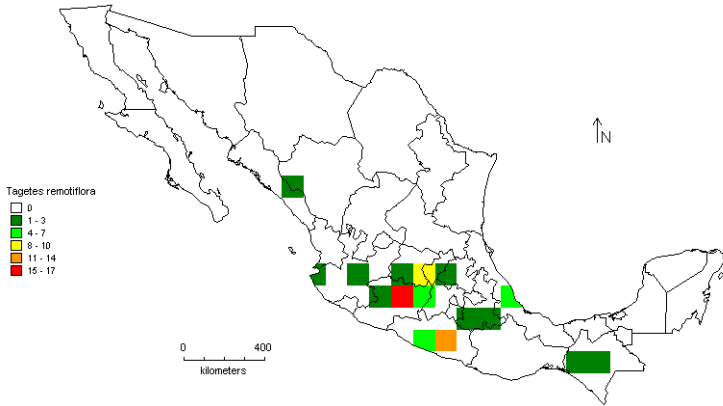 N
Tagetes remotiflora
0
1 - 3
4 - 7
8 - 10
11 - 14
15 - 17
0 400
kilometers